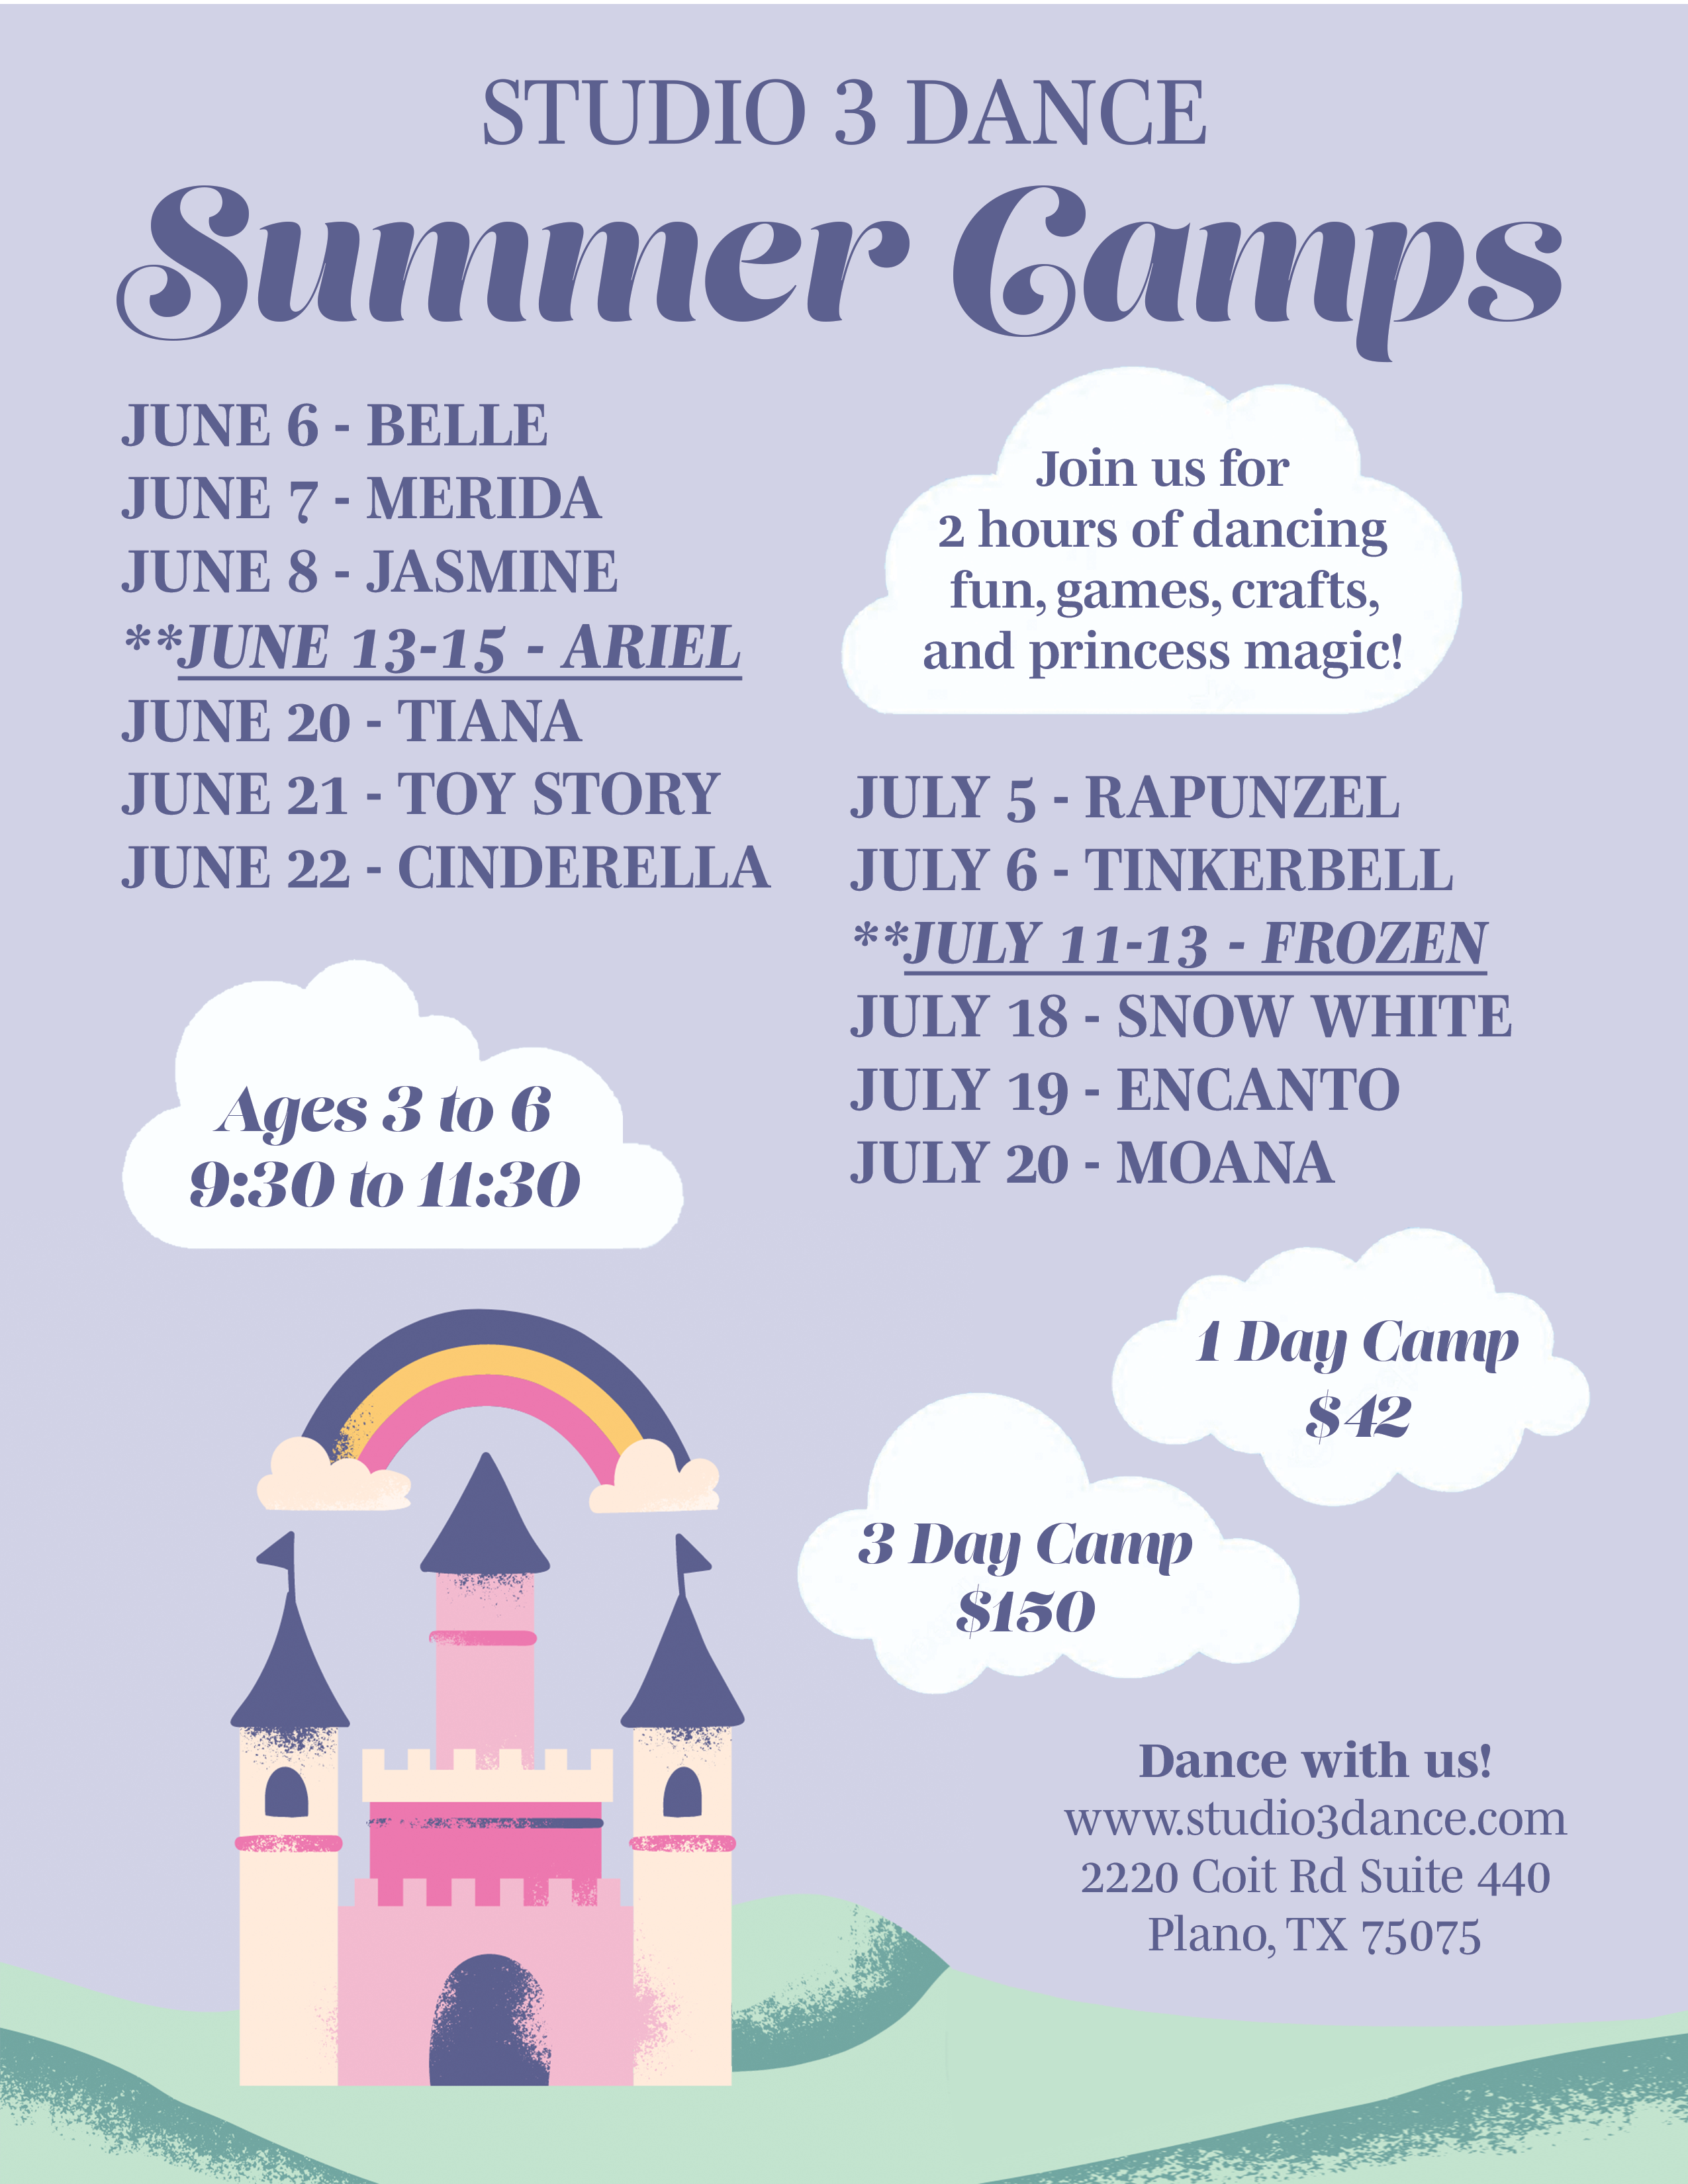 STUDIO 3 DANCE
Summer Camps
JUNE 6 - BELLE
JUNE 7 - MERIDA
JUNE 8 - JASMINE
**JUNE 13-15 - ARIEL
JUNE 20 - TIANA
JUNE 21 - TOY STORY
JUNE 22 - CINDERELLA
Join us for
2 hours of dancing
fun, games, crafts,
and princess magic!
JULY 5 - RAPUNZEL
JULY 6 - TINKERBELL
**JULY 11-13 - FROZEN
JULY 18 - SNOW WHITE
JULY 19 - ENCANTO
JULY 20 - MOANA
Ages 3 to 6
9:30 to 11:30
1 Day Camp
$42
3 Day Camp
$150
Dance with us!
www.studio3dance.com
2220 Coit Rd Suite 440
Plano, TX 75075